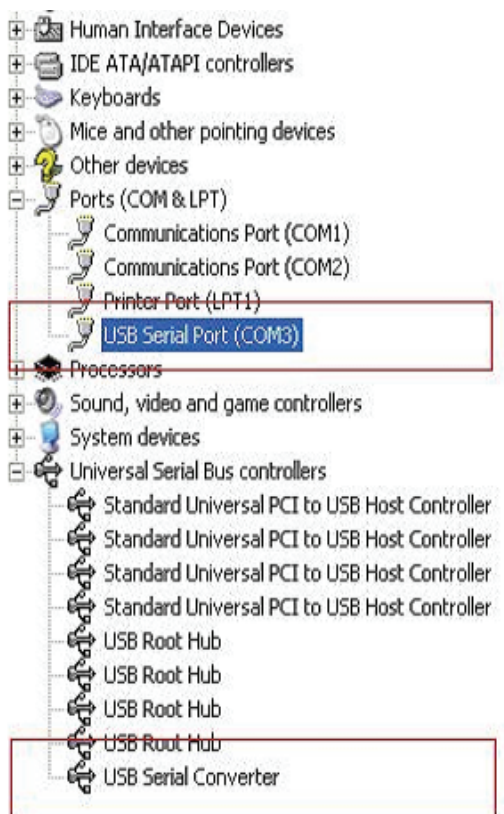 Human Interface Devices
IDE ATA/ATAPI controllers
Keyboards
Mice and other pointing devices
Other devices
Ports (COM & LPT)
Communications Port (COM1)
Communications Port (COM2)
Printer Port (LPT1)
USB Serial Port (COM3)
Processors
Sound, video and game controllers
System devices
Universal Serial Bus controllers
Standard Universal PCI to USB Host Controller
Standard Universal PCI to USB Host Controller
Standard Universal PCI to USB Host Controller
Standard Universal PCI to USB Host Controller
USB Root Hub
USB Root Hub
USB Root Hub
USB Root Hub
USB Serial Converter